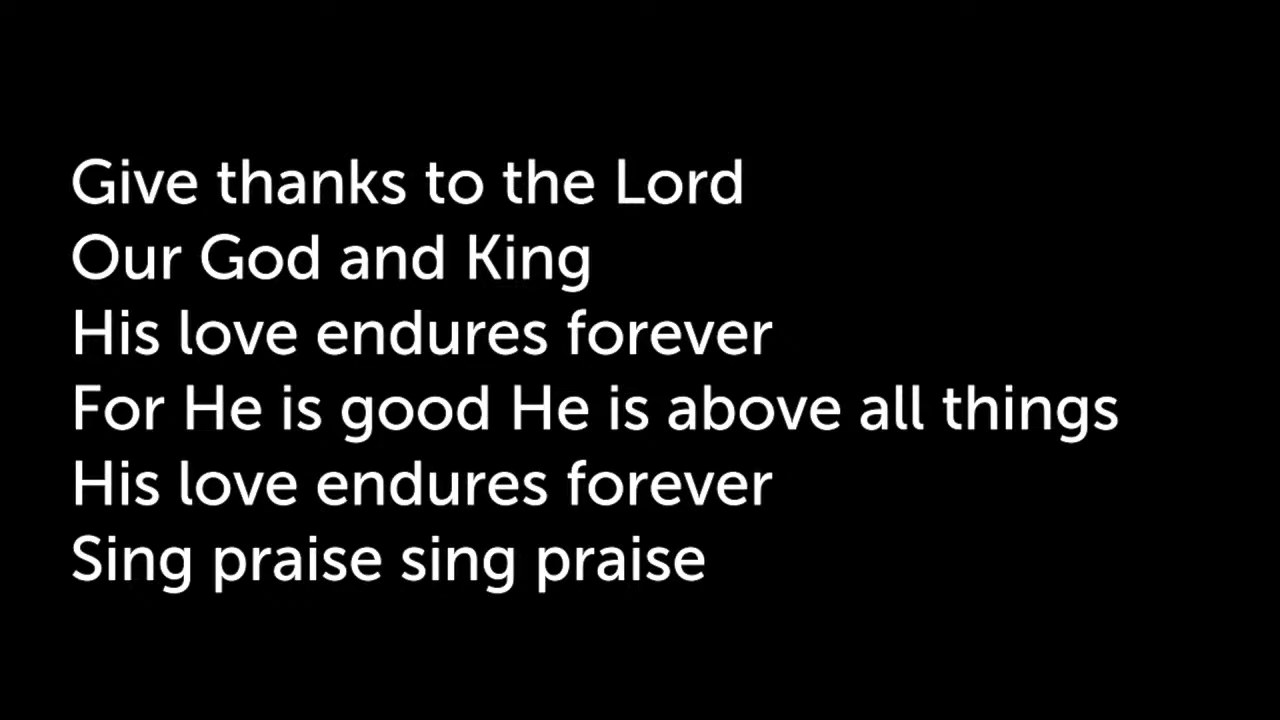 Give thanks to the Lord
Our God and King
His love endures forever
For He is good He is above all things
His love endures forever
Sing praise sing praise